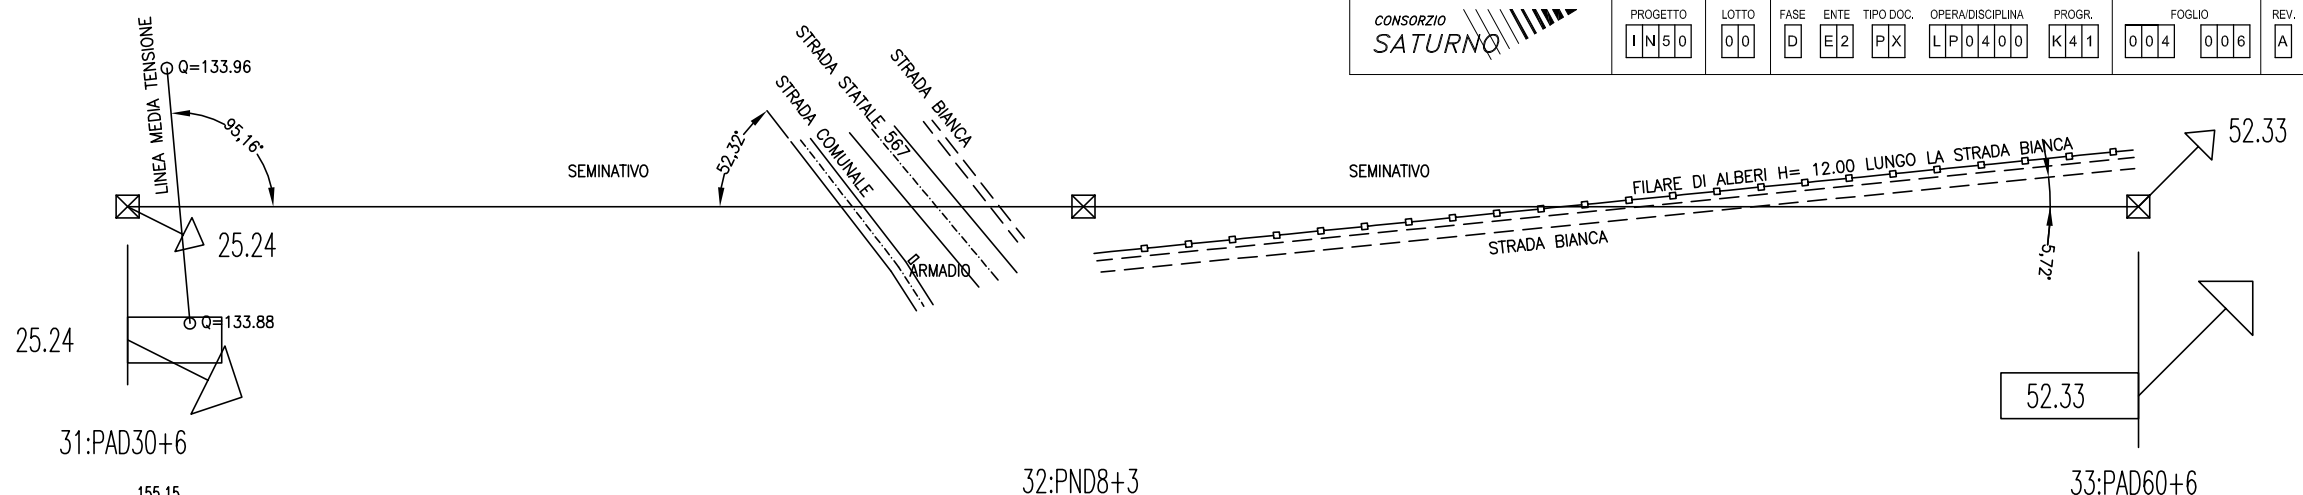 CONSORZIO
SATURNO
PROGETTO
IN50
LOTTO
00
FASE
D
ENTE
E2
TIPO DOC.
PX
OPERA/DISCIPLINA
LP0400
PROGR.
K41
FOGLIO
004 006
REV.
A
LINEA MEDIA TENSIONE
Q=133.96
95,16°
25.24
Q=133.88
25.24
31:PAD30+6
155.15
SEMINATIVO
52,32°
STRADA COMUNALE
STRADA STATALE 567
STRADA BIANCA
ARMADIO
32:PND8+3
SEMINATIVO
FILARE DI ALBERI H= 12.00 LUNGO LA STRADA BIANCA
STRADA BIANCA
5,72°
52.33
52.33
33:PAD60+6